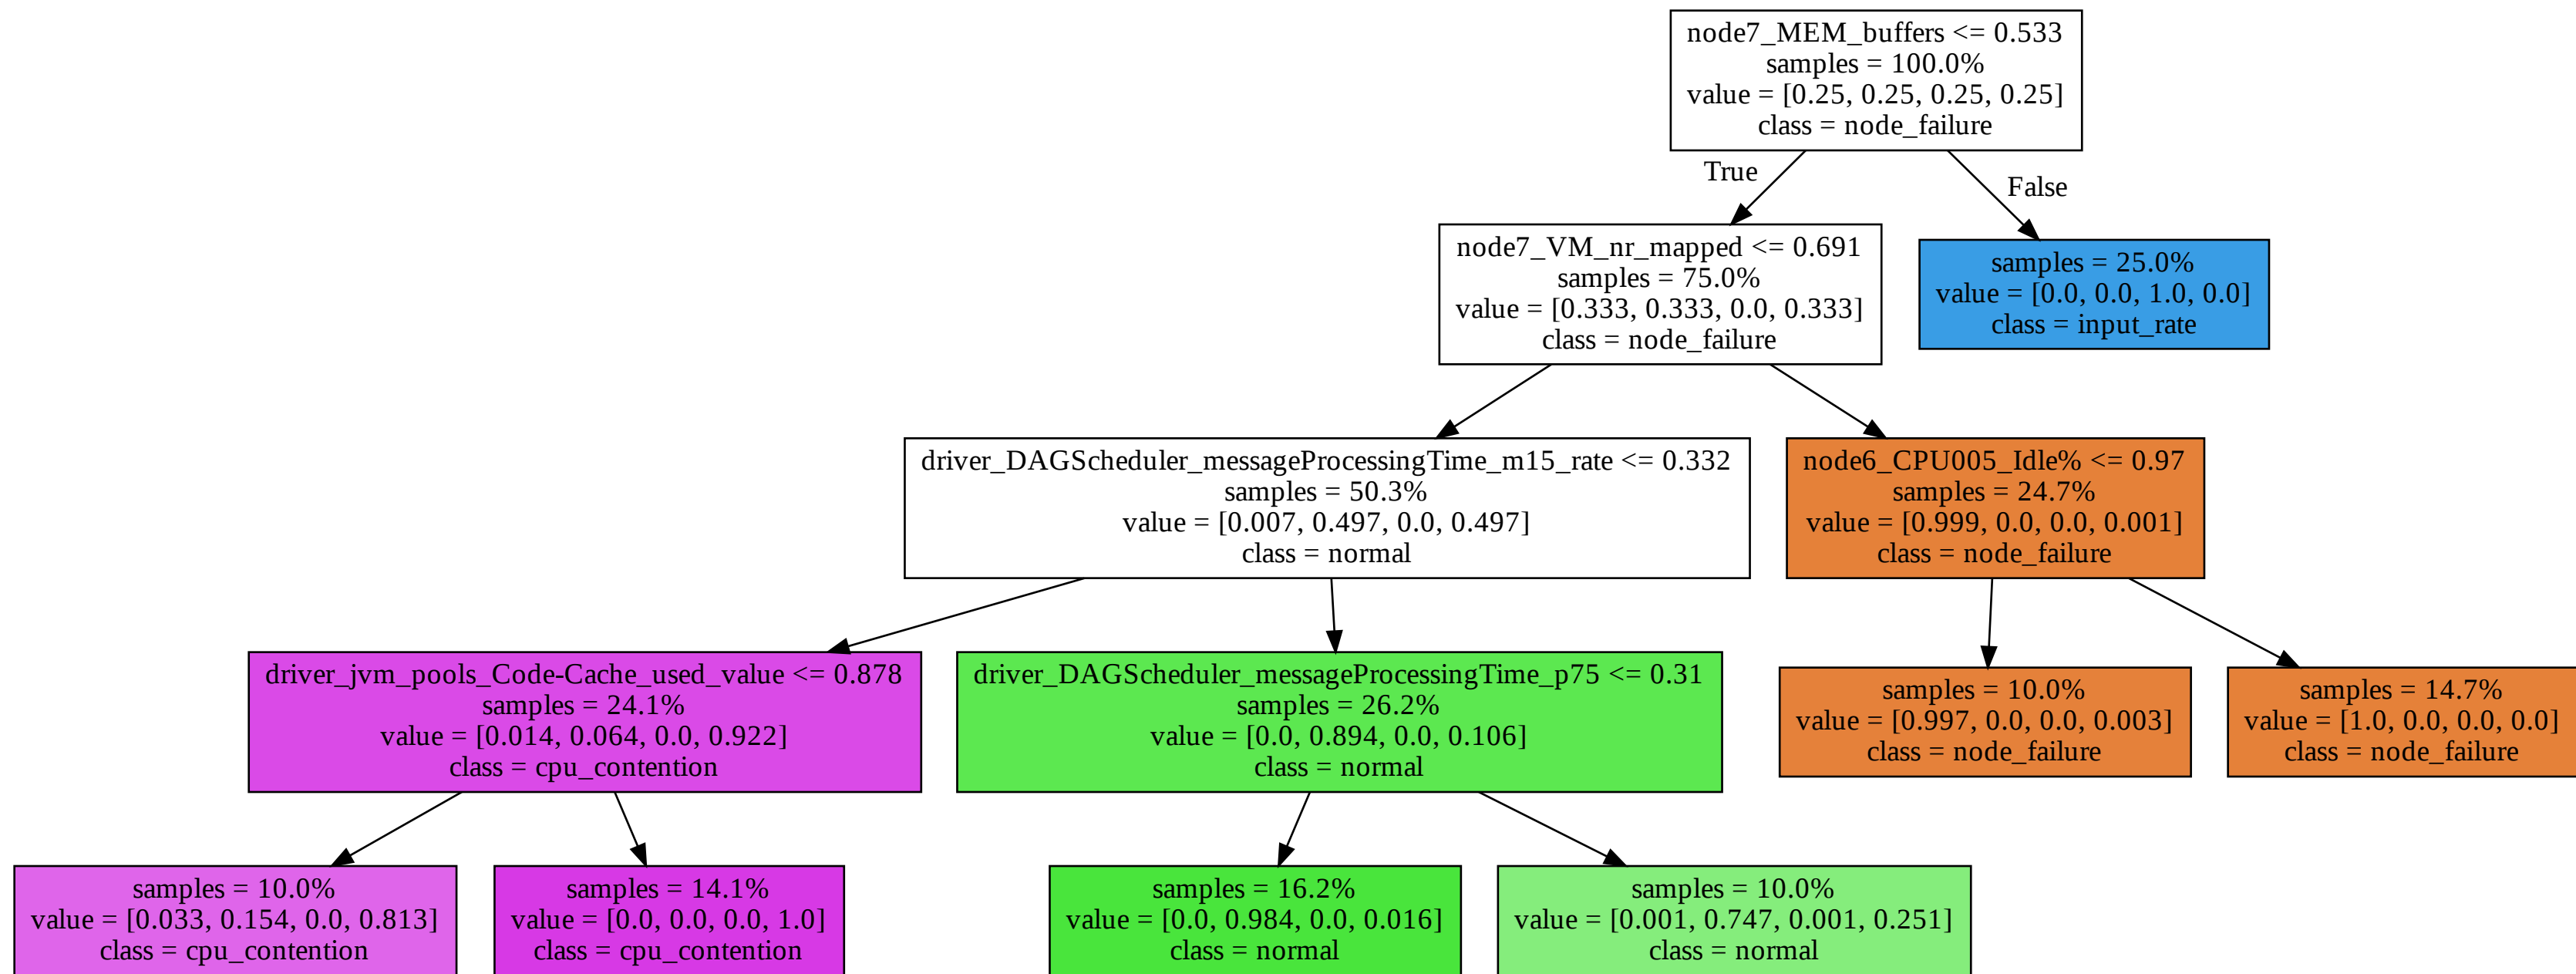 node7_MEM_buffers <= 0.533
samples = 100.0%
value = [0.25, 0.25, 0.25, 0.25]
class = node_failure
True
False
node7_VM_nr_mapped <= 0.691
samples = 75.0%
value = [0.333, 0.333, 0.0, 0.333]
class = node_failure
samples = 25.0%
value = [0.0, 0.0, 1.0, 0.0]
class = input_rate
driver_DAGScheduler_messageProcessingTime_m15_rate <= 0.332
samples = 50.3%
value = [0.007, 0.497, 0.0, 0.497]
class = normal
node6_CPU005_Idle% <= 0.97
samples = 24.7%
value = [0.999, 0.0, 0.0, 0.001]
class = node_failure
driver_jvm_pools_Code-Cache_used_value <= 0.878
samples = 24.1%
value = [0.014, 0.064, 0.0, 0.922]
class = cpu_contention
driver_DAGScheduler_messageProcessingTime_p75 <= 0.31
samples = 26.2%
value = [0.0, 0.894, 0.0, 0.106]
class = normal
samples = 10.0%
value = [0.997, 0.0, 0.0, 0.003]
class = node_failure
samples = 14.7%
value = [1.0, 0.0, 0.0, 0.0]
class = node_failure
samples = 10.0%
value = [0.033, 0.154, 0.0, 0.813]
class = cpu_contention
samples = 14.1%
value = [0.0, 0.0, 0.0, 1.0]
class = cpu_contention
samples = 16.2%
value = [0.0, 0.984, 0.0, 0.016]
class = normal
samples = 10.0%
value = [0.001, 0.747, 0.001, 0.251]
class = normal